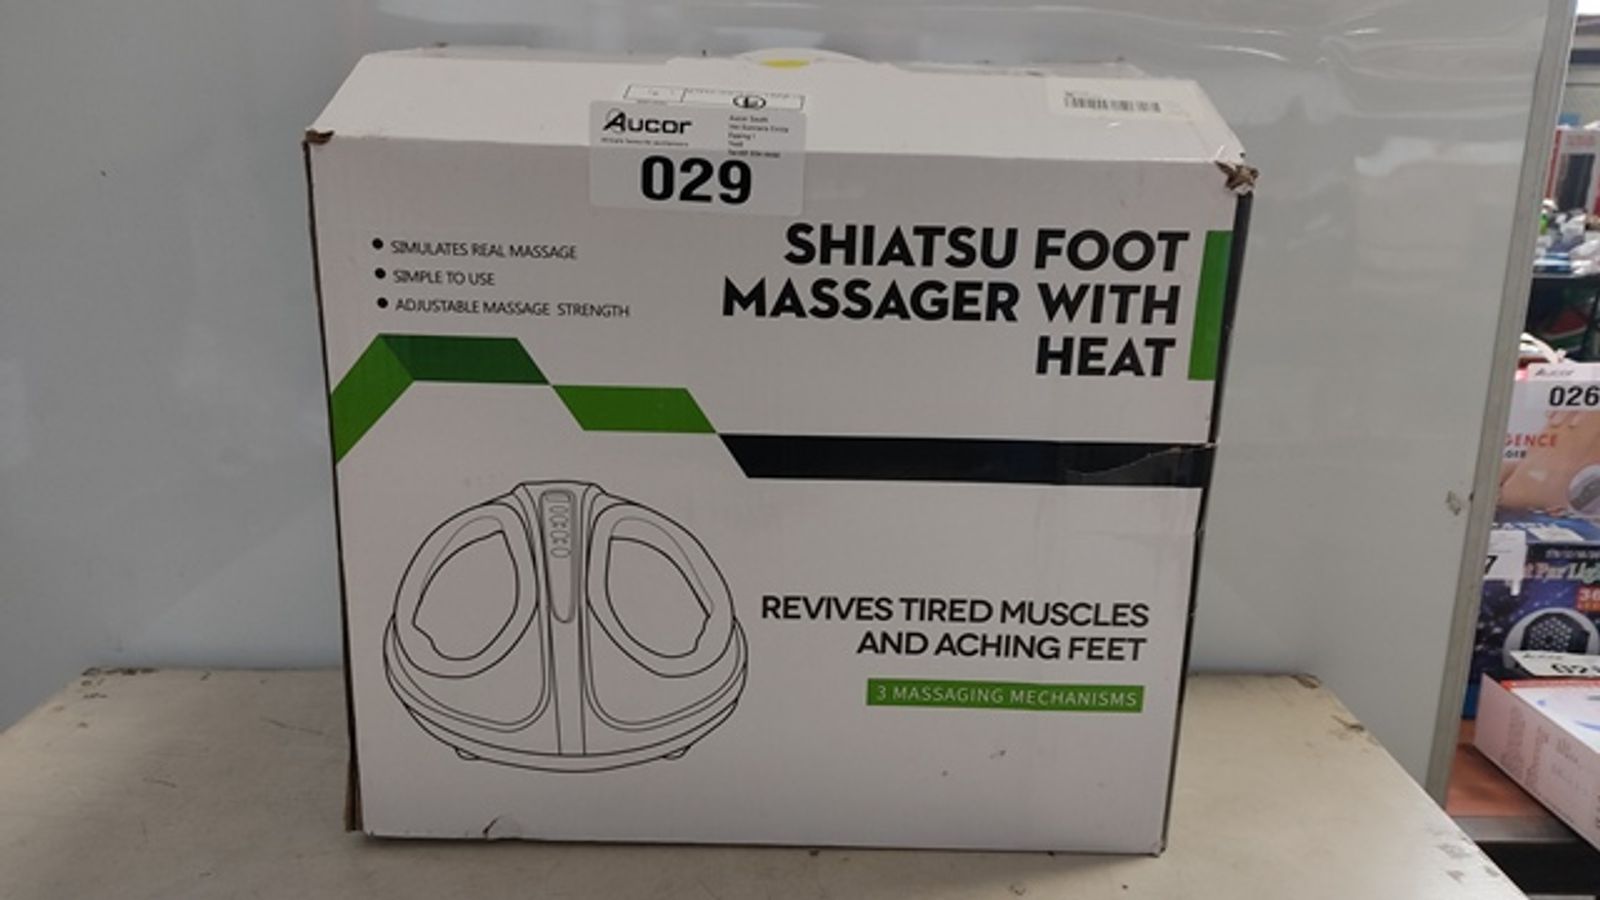 Aucor
029
SHIATSU FOOT
MASSAGER WITH
HEAT
SIMULATES REAL MASSAGE
SIMPLE TO USE
ADJUSTABLE MASSAGE STRENGTH
REVIVES TIRED MUSCLES
AND ACHING FEET
3 MASSAGING MECHANISMS
Aucor
026